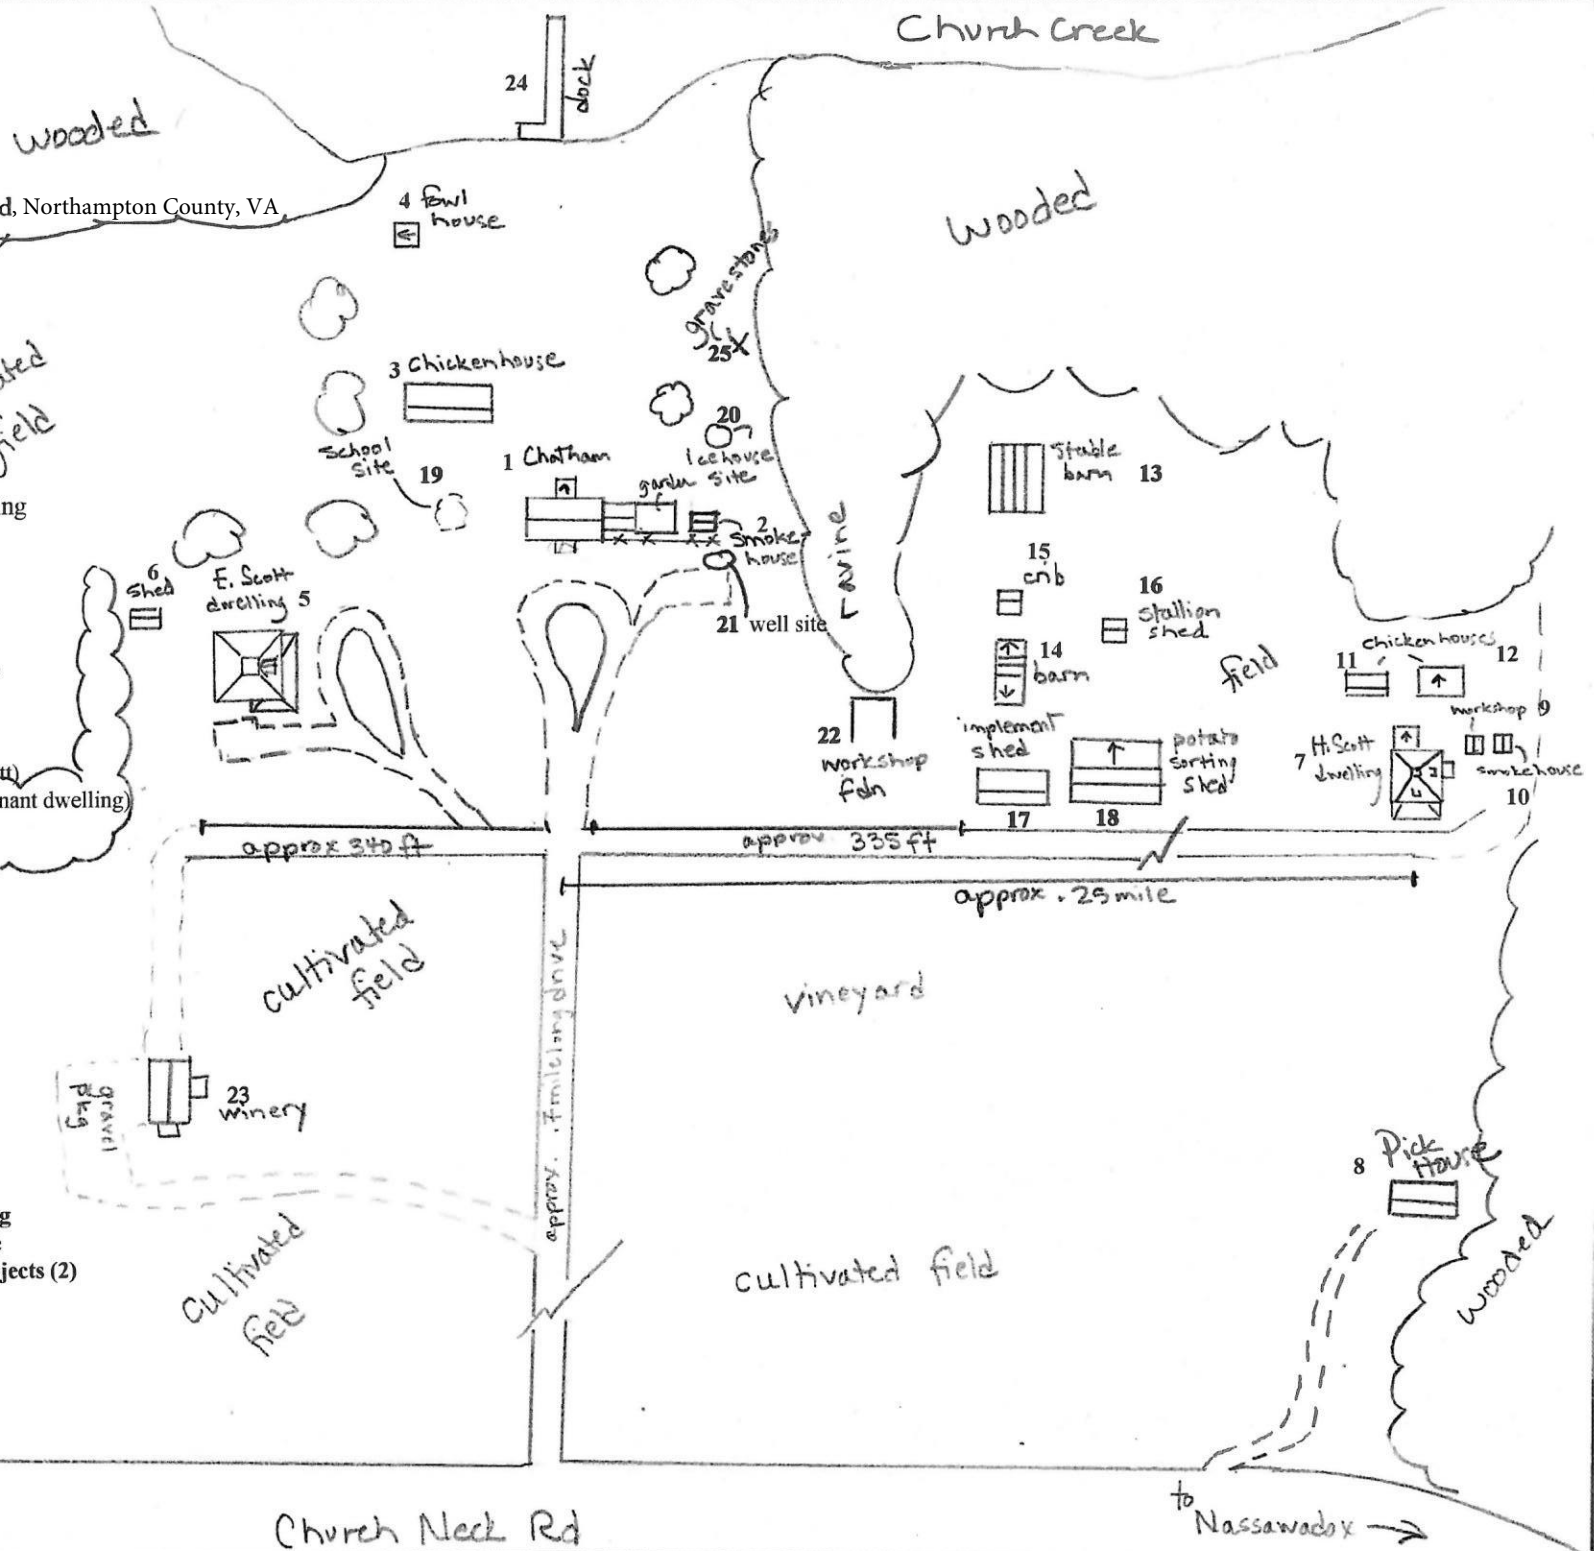 Church Creek
24
dock
wooded
d, Northampton County, VA
4 fowl
house
wooded
gravestones
25
3 Chickenhouse
field
20
Icehouse
site
School
site
19
1 Chatham
garden
2
smoke
house
ng
Stable
barn
13
ravine
15
crib
16
stallion
shed
6
shed
E. Scott
dwelling 5
21 well site
14
barn
field
Chickenhouses
11
12
22
workshop
fdn
implement
shed
17
potato
sorting
shed
18
7 H. Scott
dwelling
workshop 9
smokehouse
10
nant dwelling)
approx 340 ft
approx 335 ft
approx .25 mile
cultivated
field
approx. .7 mile long drive
vineyard
gravel
pkg
23
winery
8
Pick
House
g
jects (2)
cultivated
field
cultivated field
wooded
Church Neck Rd
to
Nassawadox